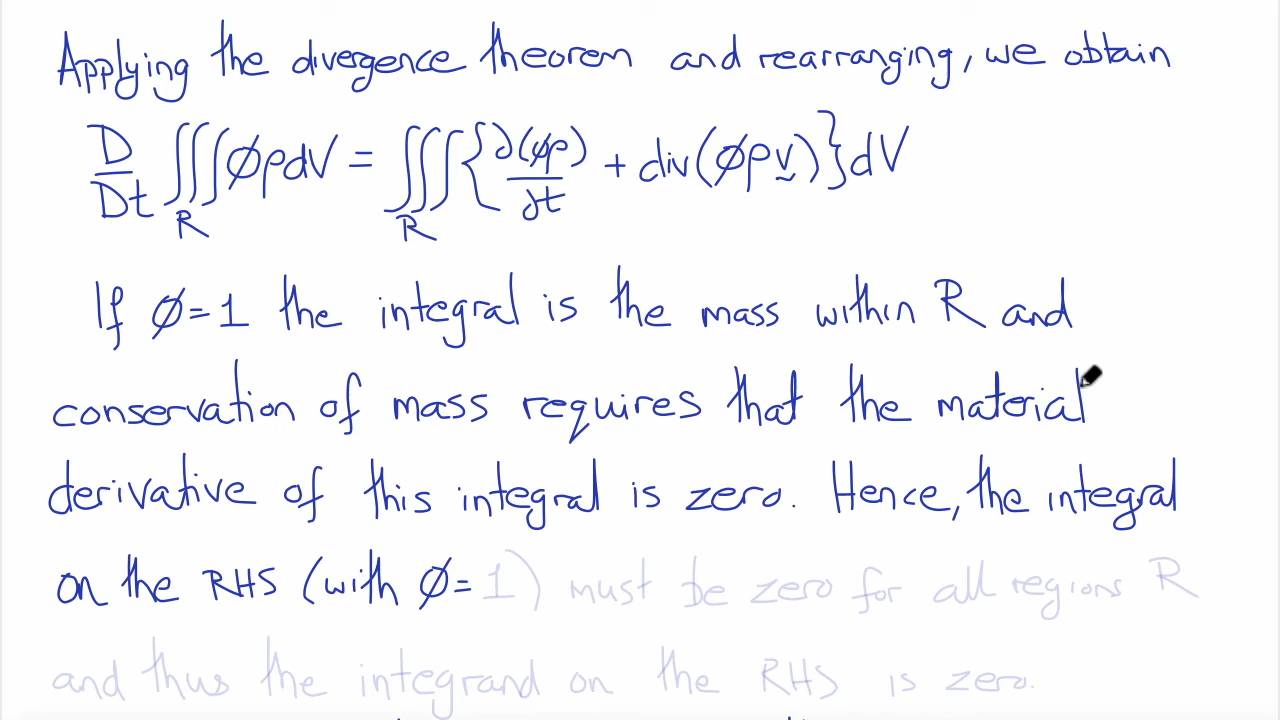 Applying the divergence theorem and rearranging, we obtain
D/Dt ∭_R ϕρdV = ∭_R {∂(ϕρ)/∂t + div(ϕρv̰)}dV
If ϕ=1 the integral is the mass within R and
conservation of mass requires that the material
derivative of this integral is zero. Hence, the integral
on the RHS (with ϕ=1) must be zero for all regions R
and thus the integrand on the RHS is zero.